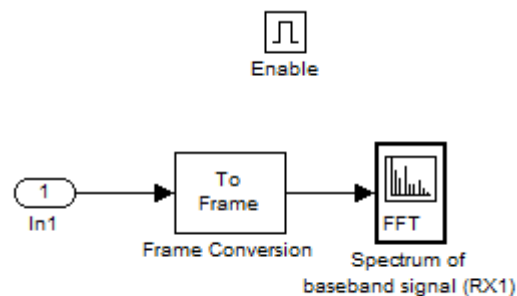 Enable
1
In1
To
Frame
Frame Conversion
FFT
Spectrum of
baseband signal (RX1)